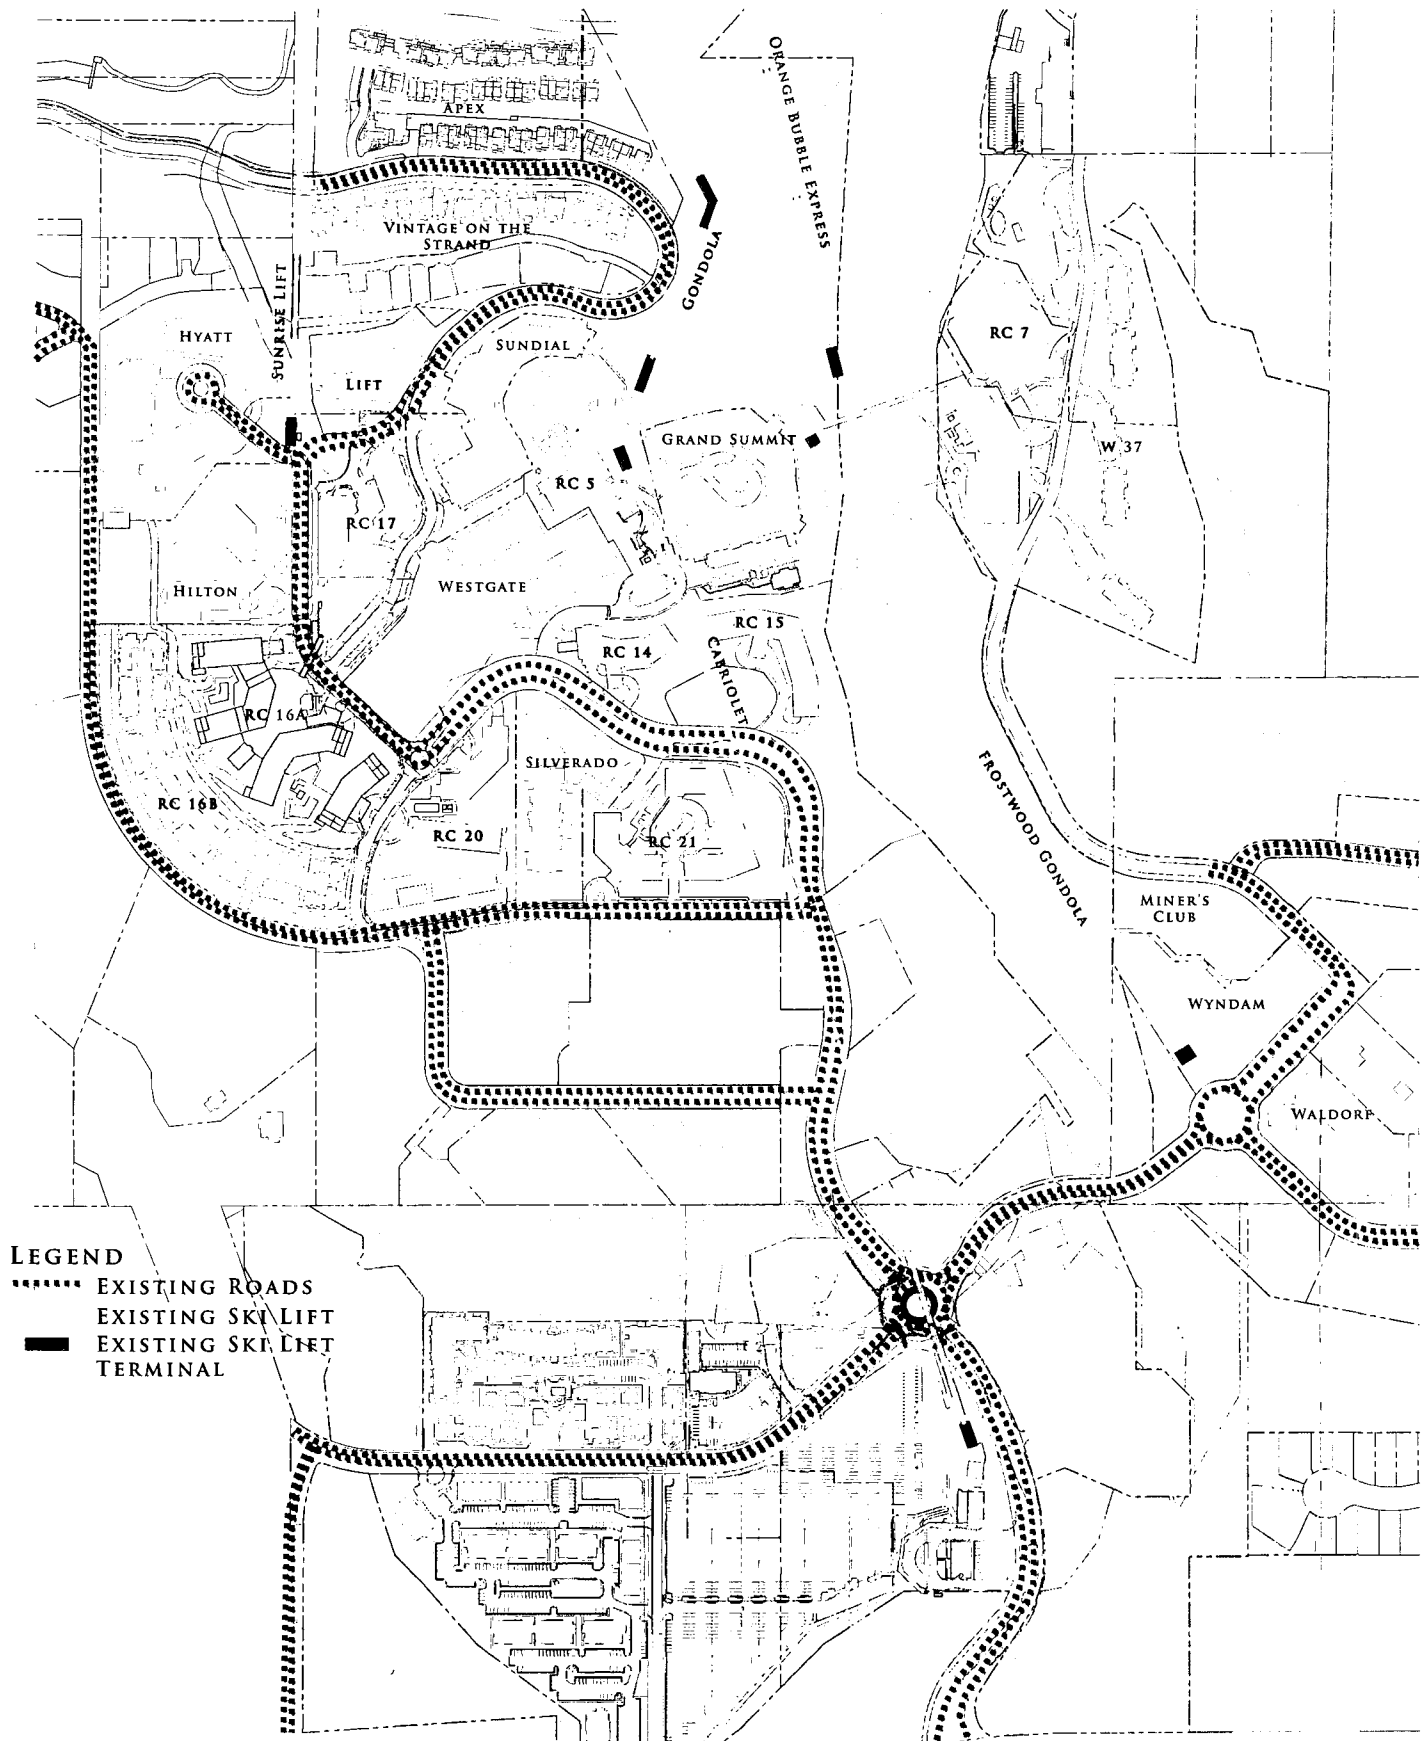 APEX
ORANGE BUBBLE EXPRESS
VINTAGE ON THE
STRAND
GONDOLA
SUNRISE LIFT
HYATT
SUNDIAL
RC 7
LIFT
GRAND SUMMIT
W 37
RC 5
RC 17
WESTGATE
HILTON
RC 15
RC 14
CABRIOLET
RC 16A
SILVERADO
FROSTWOOD GONDOLA
RC 16B
RC 20
RC 21
MINER'S
CLUB
WYNDAM
WALDORF
LEGEND
EXISTING ROADS
EXISTING SKI LIFT
EXISTING SKI LIFT
TERMINAL